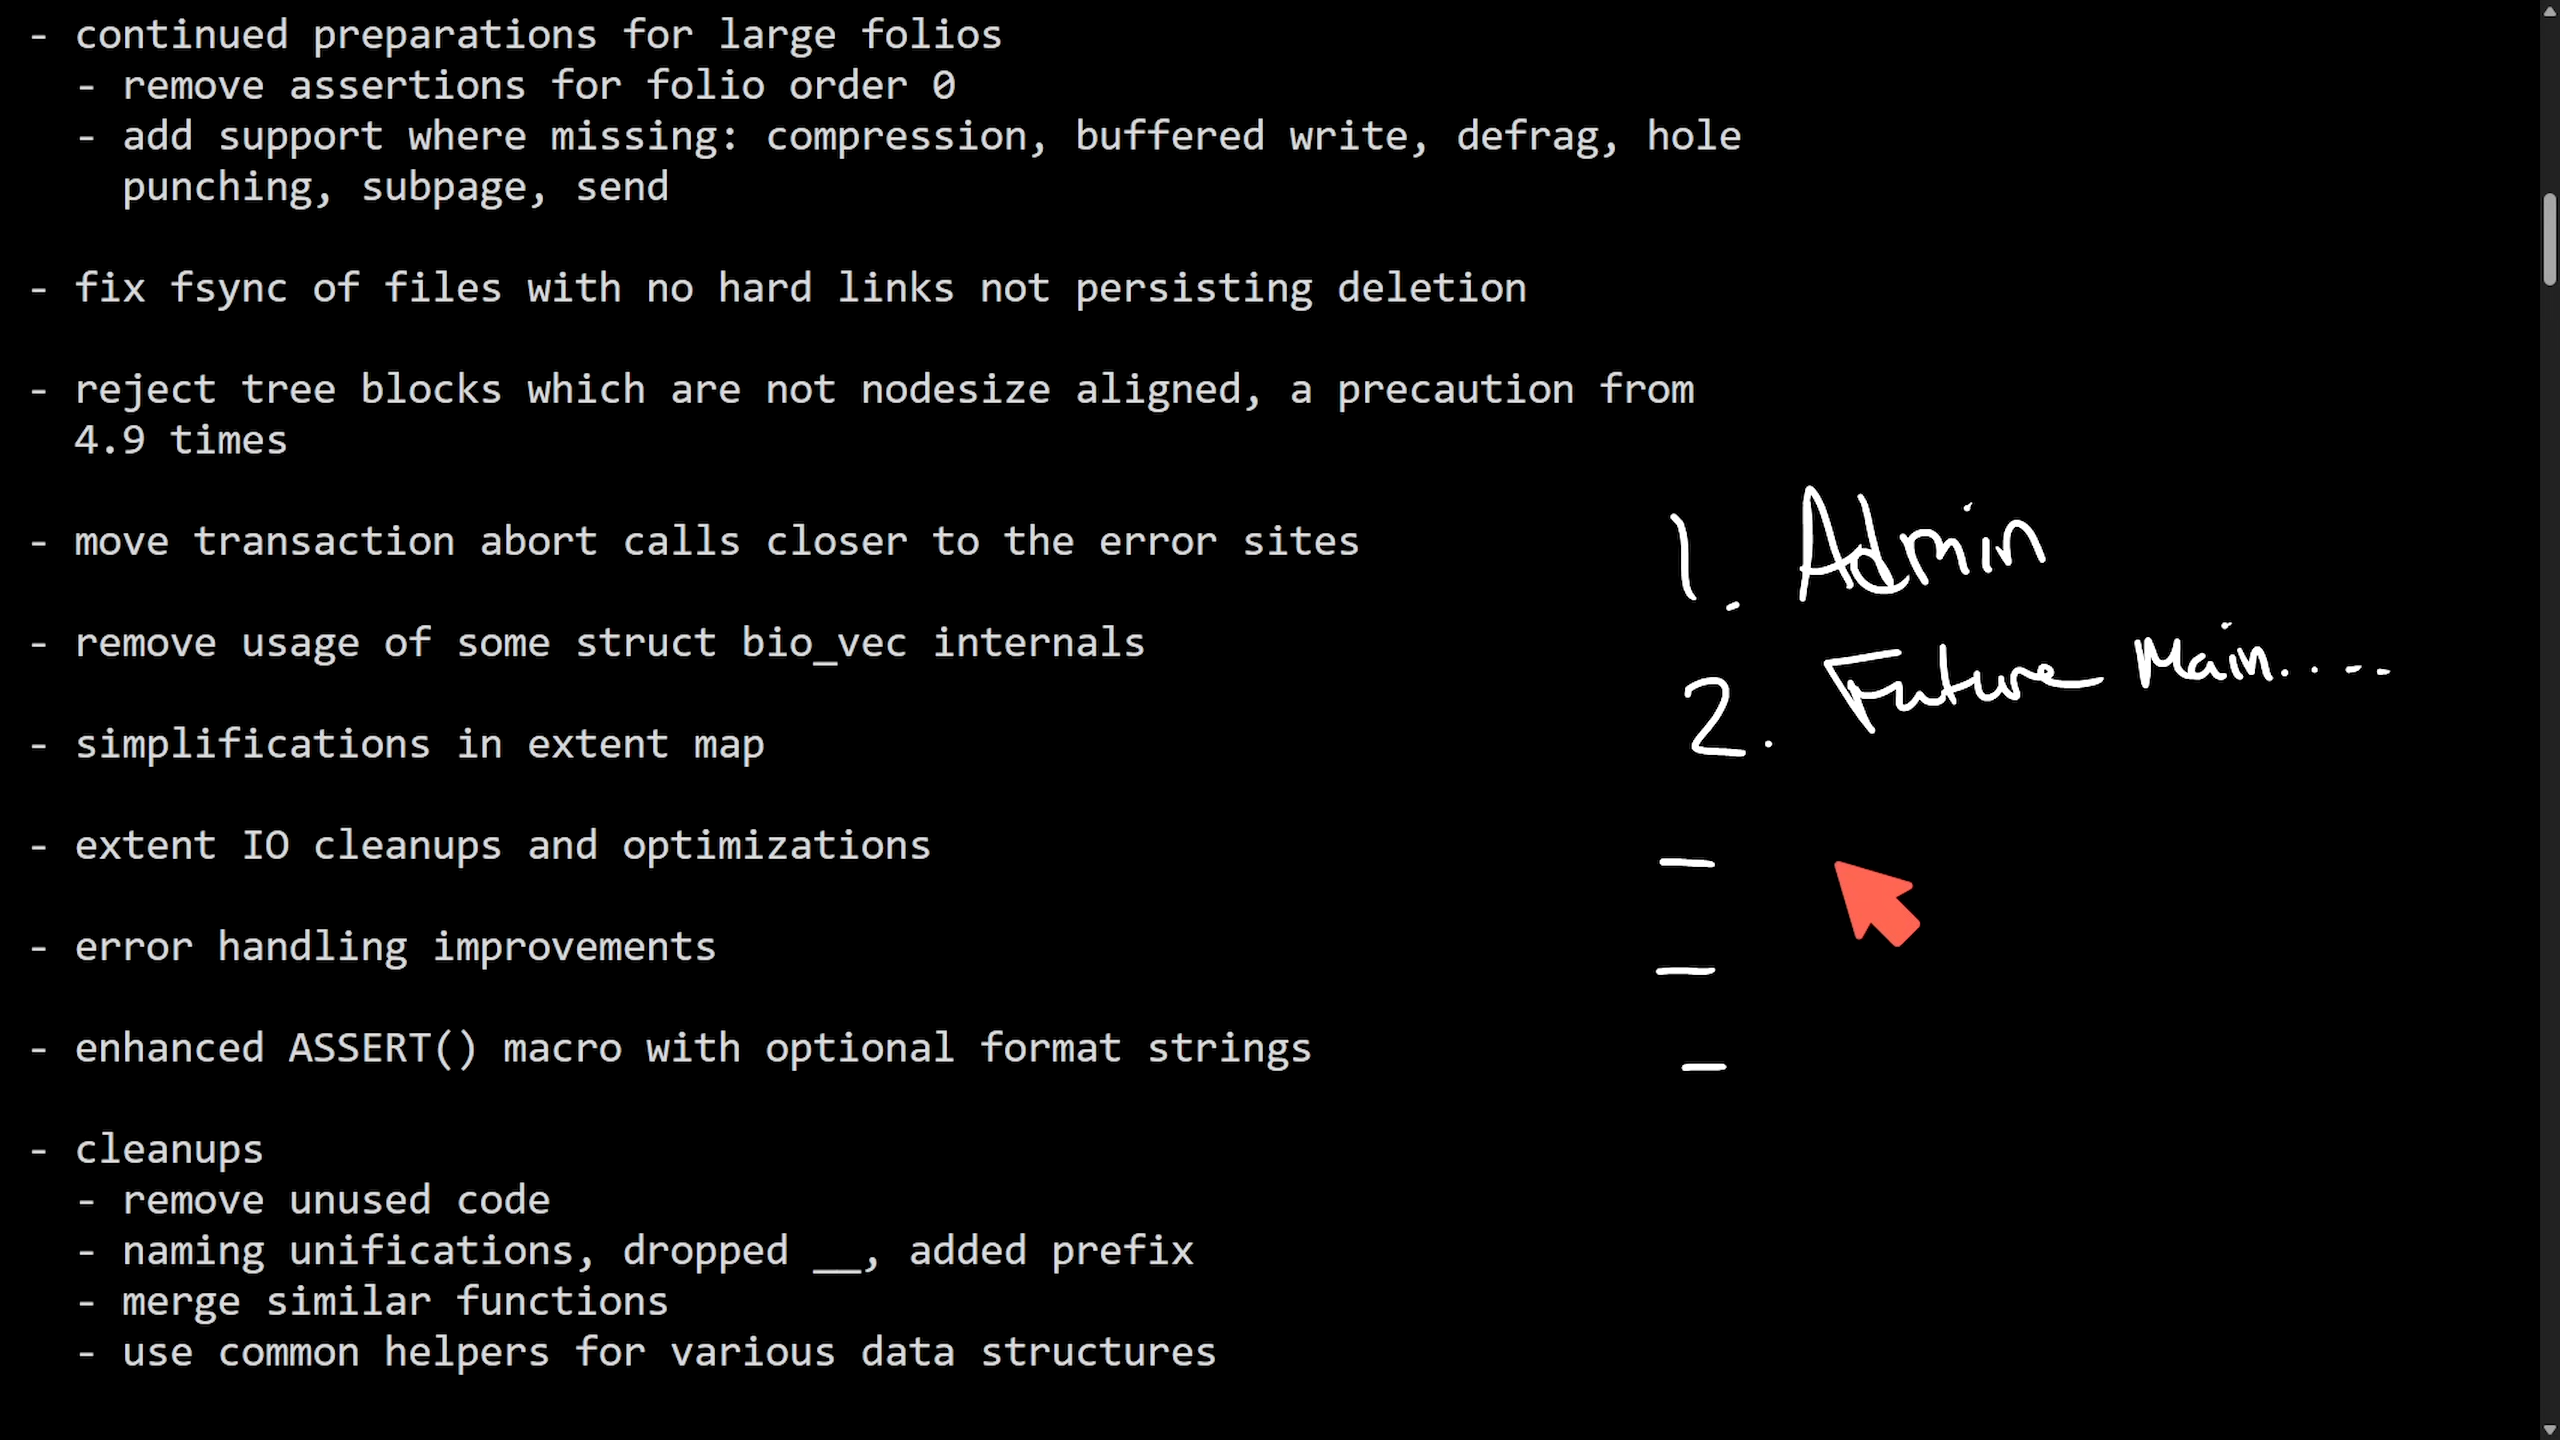 - continued preparations for large folios
- remove assertions for folio order 0
- add support where missing: compression, buffered write, defrag, hole
punching, subpage, send
- fix fsync of files with no hard links not persisting deletion
- reject tree blocks which are not nodesize aligned, a precaution from
4.9 times
- move transaction abort calls closer to the error sites
- remove usage of some struct bio_vec internals
- simplifications in extent map
- extent IO cleanups and optimizations
- error handling improvements
- enhanced ASSERT() macro with optional format strings
- cleanups
- remove unused code
- naming unifications, dropped __, added prefix
- merge similar functions
- use common helpers for various data structures
1. Admin
2. Future Main.....
-
-
-